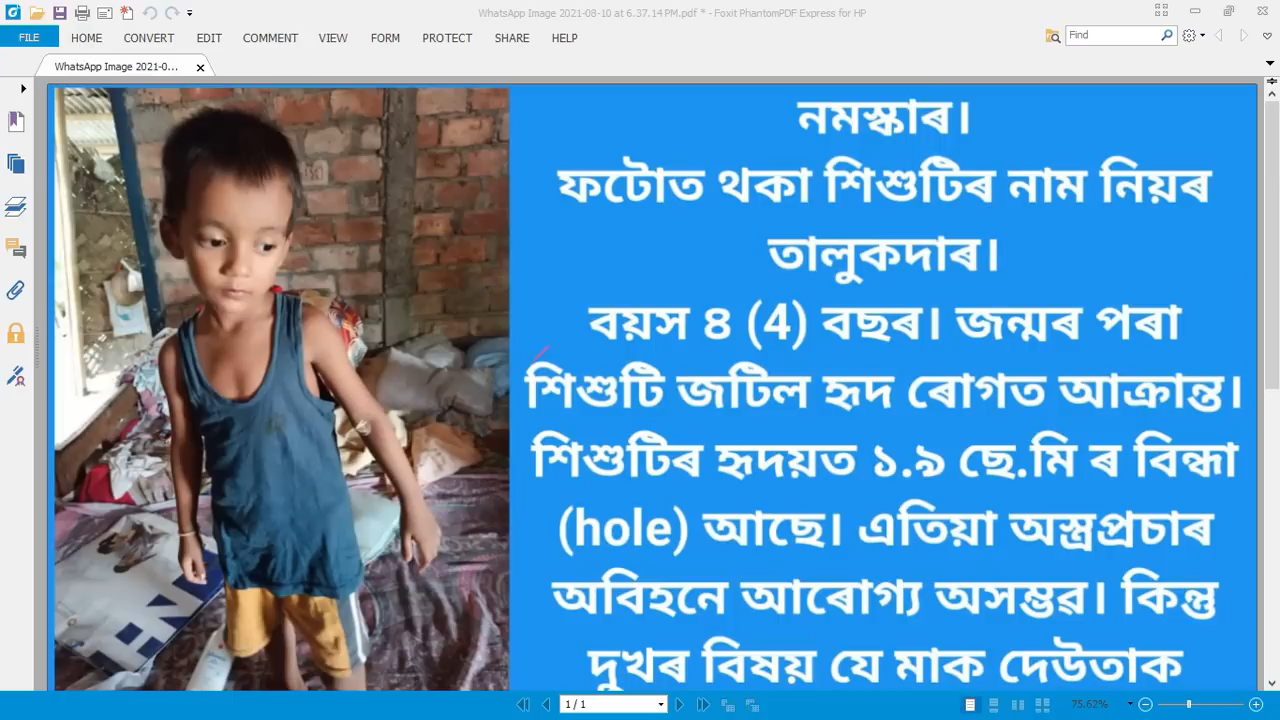 WhatsApp Image 2021-08-10 at 6.37.14 PM.pdf * - Foxit PhantomPDF Express for HP
FILE HOME CONVERT EDIT COMMENT VIEW FORM PROTECT SHARE HELP Find
WhatsApp Image 2021-0...
নমস্কাৰ।
ফটোত থকা শিশুটিৰ নাম নিয়ৰ
তালুকদাৰ।
বয়স ৪ (4) বছৰ। জন্মৰ পৰা
শিশুটি জটিল হৃদ ৰোগত আক্ৰান্ত।
শিশুটিৰ হৃদয়ত ১.৯ ছে.মি ৰ বিন্ধা
(hole) আছে। এতিয়া অস্ত্ৰপ্ৰচাৰ
অবিহনে আৰোগ্য অসম্ভৱ। কিন্তু
দুখৰ বিষয় যে মাক দেউতাক
1 / 1
75.62%